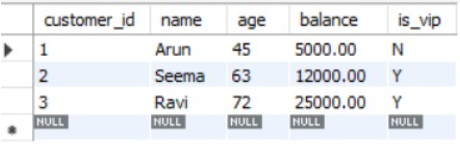 customer_id name age balance is_vip
1 Arun 45 5000.00 N
2 Seema 63 12000.00 Y
3 Ravi 72 25000.00 Y
NULL NULL NULL NULL NULL